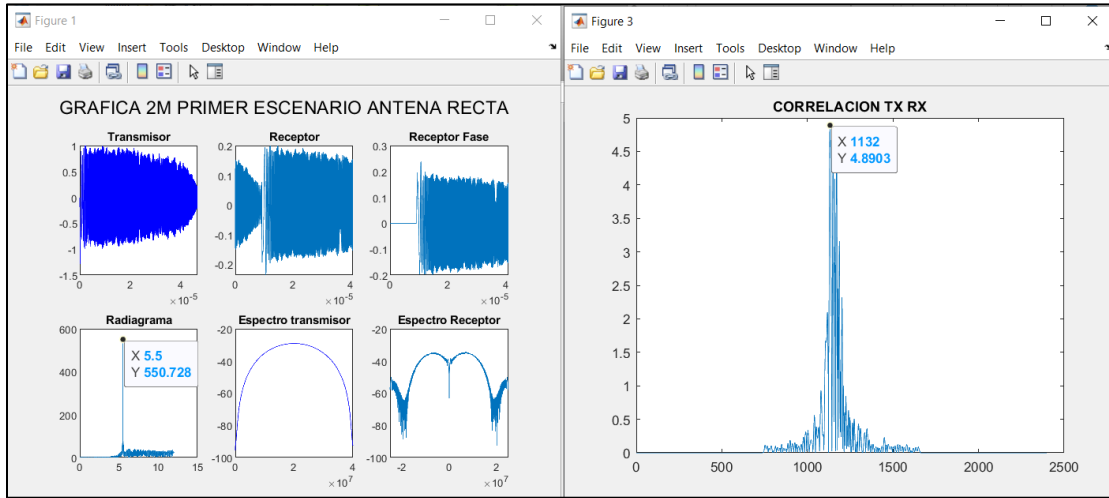 Figure 1
File Edit View Insert Tools Desktop Window Help
GRAFICA 2M PRIMER ESCENARIO ANTENA RECTA
Transmisor
1
0.5
0
-0.5
-1
-1.5
0 2 4
×10⁻⁵
Receptor
0.2
0.1
0
-0.1
-0.2
0 2 4
×10⁻⁵
Receptor Fase
0.3
0.2
0.1
0
-0.1
-0.2
0 2 4
×10⁻⁵
Radiagrama
600
400
200
0
0 5 10 15
X 5.5
Y 550.728
Espectro transmisor
-20
-40
-60
-80
-100
0 2 4
×10⁷
Espectro Receptor
-20
-40
-60
-80
-100
-2 0 2
×10⁷
Figure 3
File Edit View Insert Tools Desktop Window Help
CORRELACION TX RX
5
4.5
4
3.5
3
2.5
2
1.5
1
0.5
0
0 500 1000 1500 2000 2500
X 1132
Y 4.8903